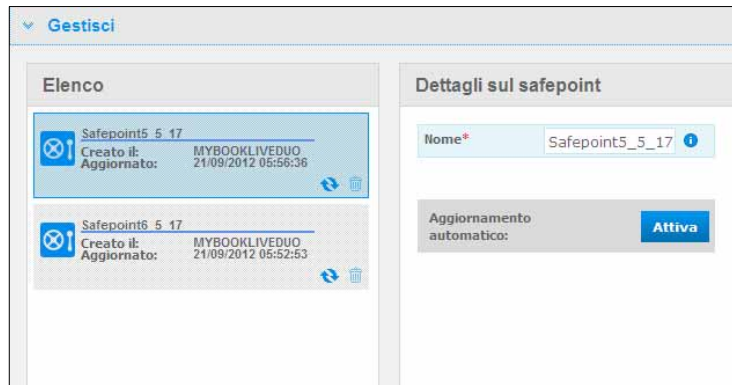 Gestisci
Elenco
Safepoint5_5_17
Creato il: MYBOOKLIVEDUO
Aggiornato: 21/09/2012 05:56:36
Safepoint6_5_17
Creato il: MYBOOKLIVEDUO
Aggiornato: 21/09/2012 05:52:53
Dettagli sul safepoint
Nome* Safepoint5_5_17
Aggiornamento
automatico:
Attiva